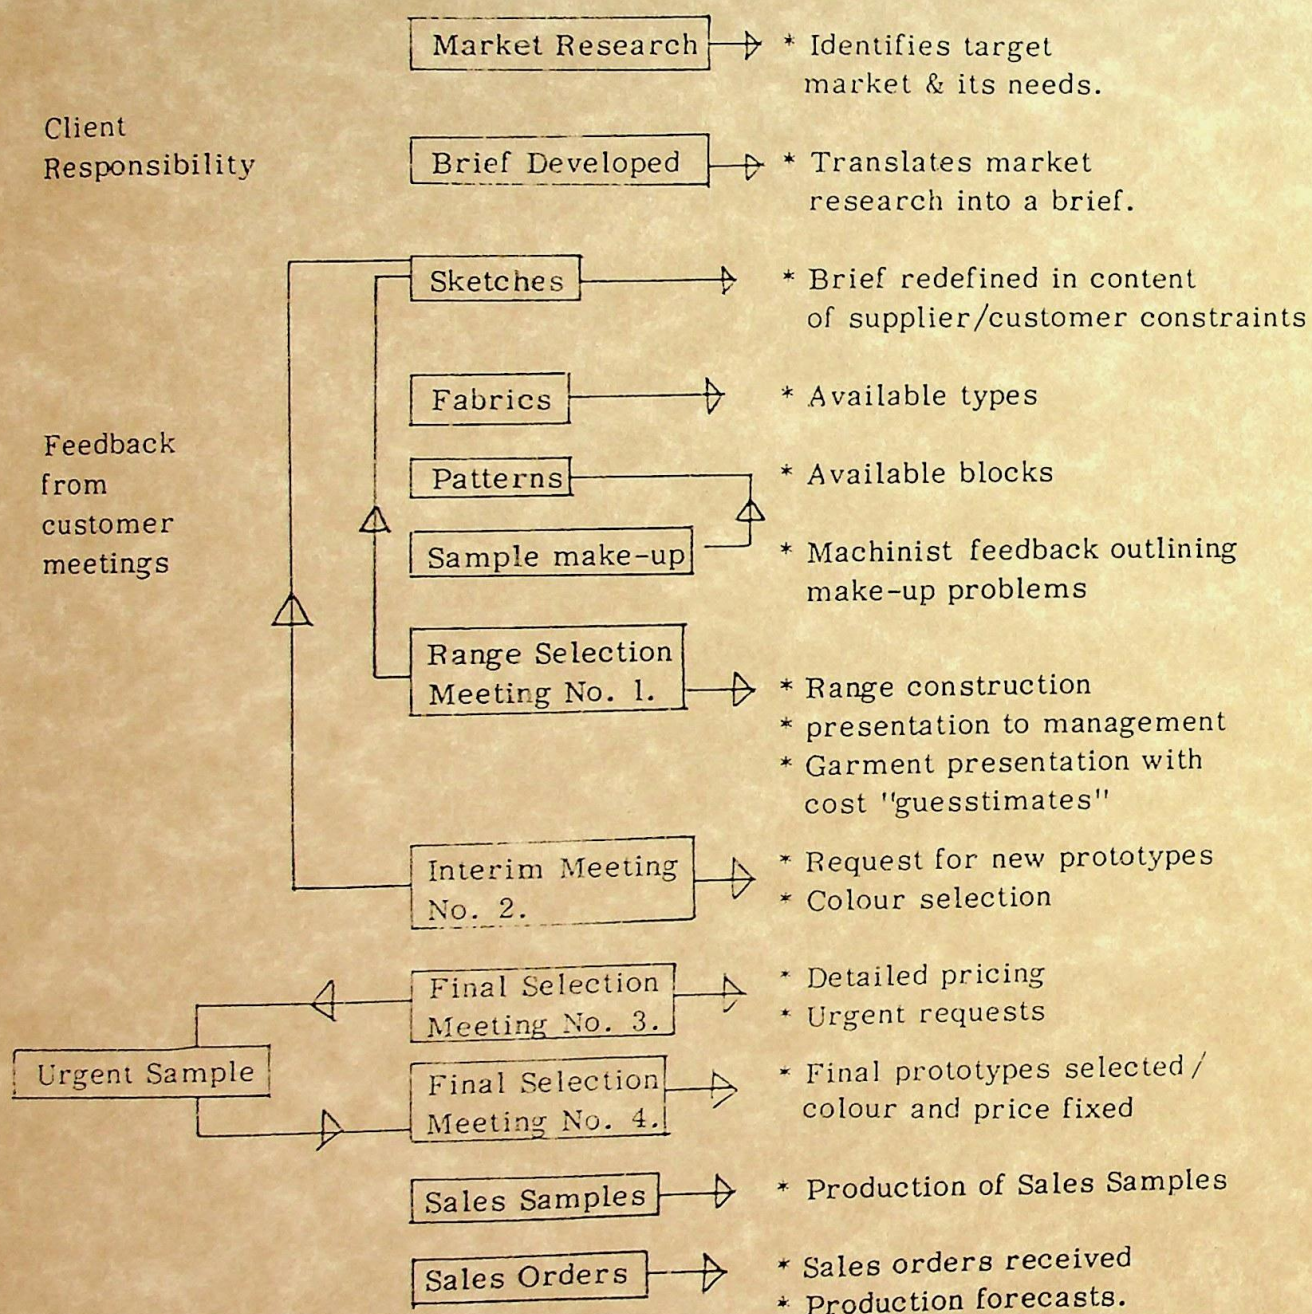 Market Research
* Identifies target
market & its needs.
Client
Responsibility
Brief Developed
* Translates market
research into a brief.
Sketches
* Brief redefined in content
of supplier/customer constraints
Fabrics
* Available types
Feedback
from
customer
meetings
Patterns
* Available blocks
Sample make-up
* Machinist feedback outlining
make-up problems
Range Selection
Meeting No. 1.
* Range construction
* presentation to management
* Garment presentation with
cost "guesstimates"
Interim Meeting
No. 2.
* Request for new prototypes
* Colour selection
Final Selection
Meeting No. 3.
* Detailed pricing
* Urgent requests
Urgent Sample
Final Selection
Meeting No. 4.
* Final prototypes selected/
colour and price fixed
Sales Samples
* Production of Sales Samples
Sales Orders
* Sales orders received
* Production forecasts.